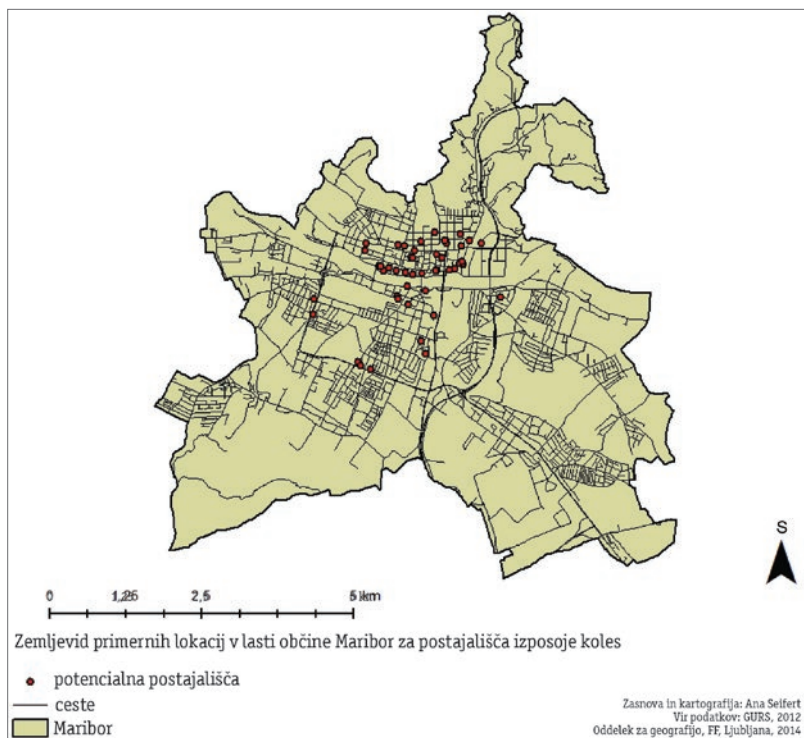 S
0 1,25 2,5 5 km
Zemljevid primernih lokacij v lasti občine Maribor za postajališča izposoje koles
potencialna postajališča
ceste
Maribor
Zasnova in kartografija: Ana Seifert
Vir podatkov: GURS, 2012
Oddelek za geografijo, FF, Ljubljana, 2014